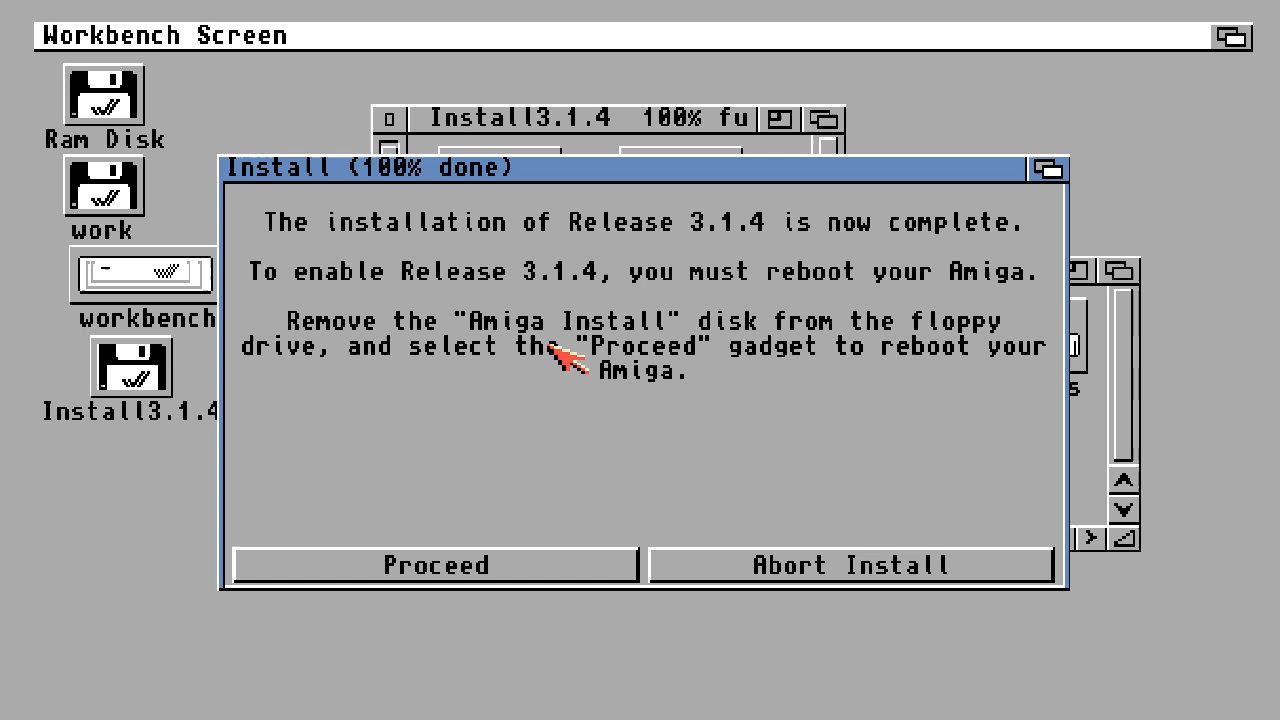 Workbench Screen
Ram Disk
Install3.1.4 100% fu
work
Install (100% done)
The installation of Release 3.1.4 is now complete.
To enable Release 3.1.4, you must reboot your Amiga.
workbench
Remove the "Amiga Install" disk from the floppy
drive, and select the "Proceed" gadget to reboot your
Amiga.
s
Install3.1.4
Proceed
Abort Install